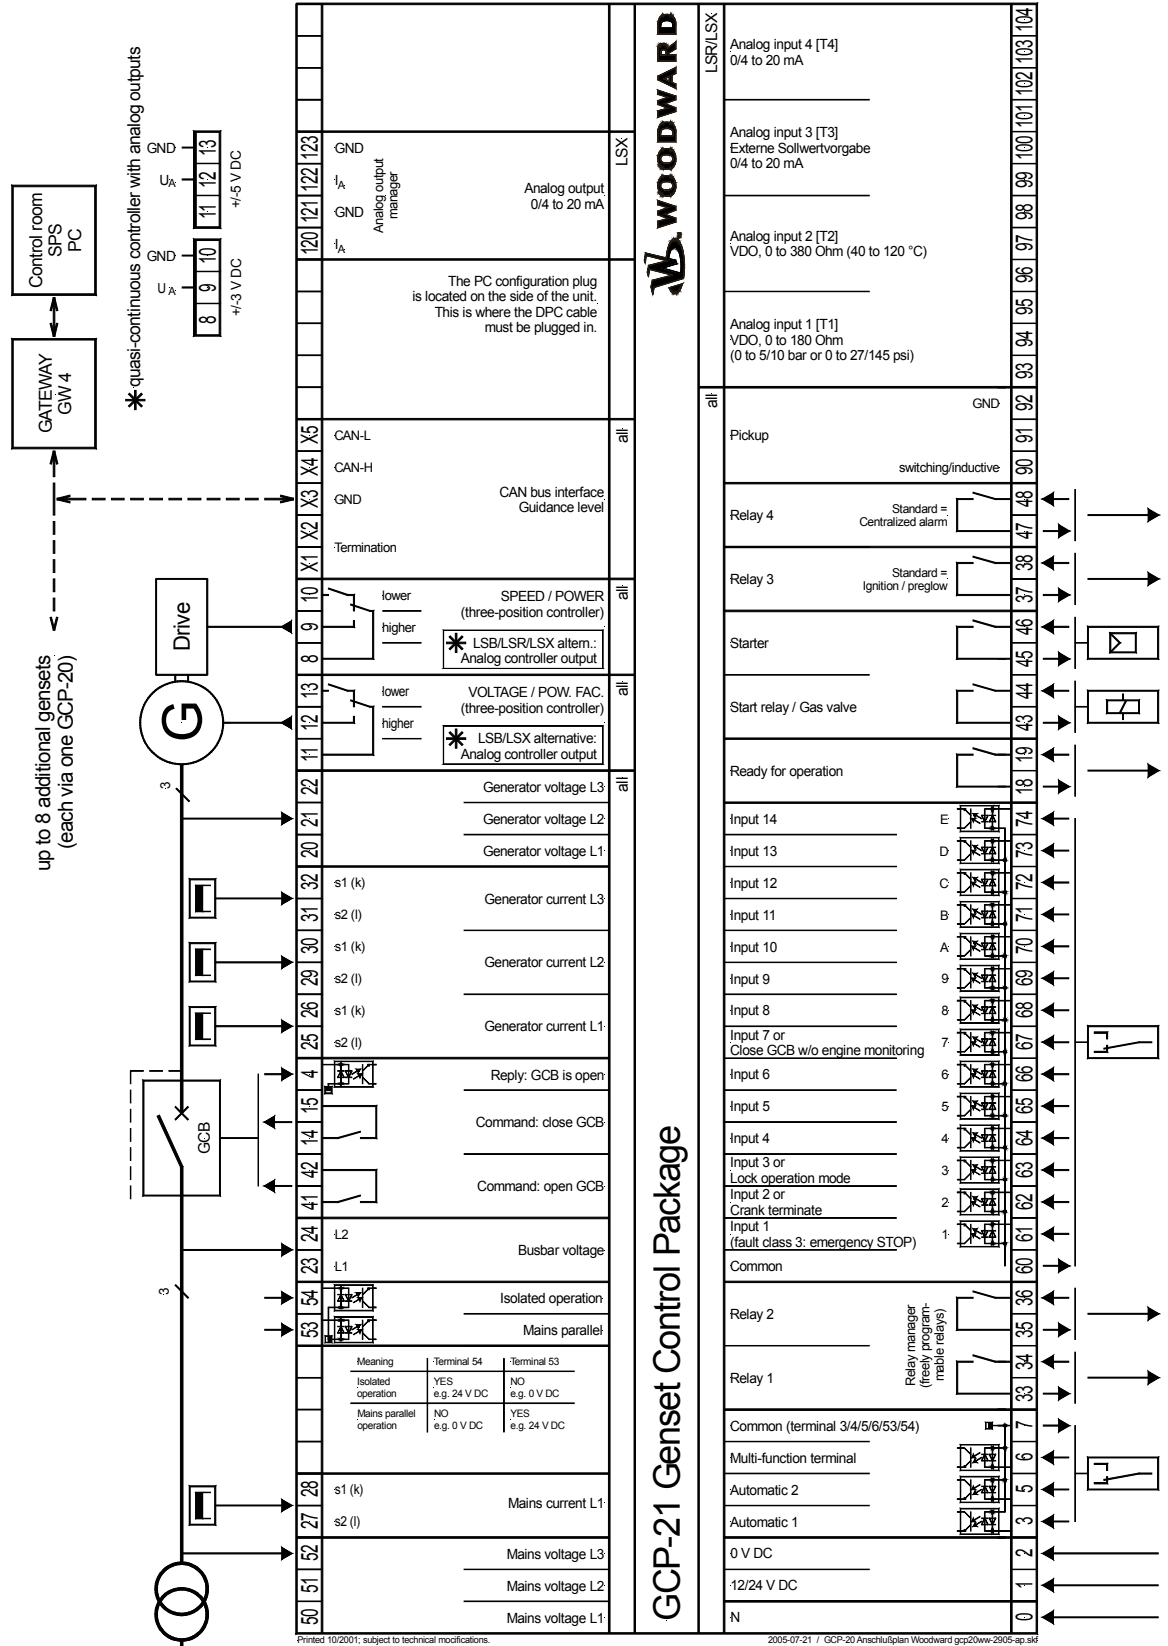 Control room
SPS
PC
GATEWAY
GW 4
up to 8 additional gensets
(each via one GCP-20)
* quasi-continuous controller with analog outputs
GND
UA
11 12 13
+/-5 V DC
GND
UA
8 9 10
+/-3 V DC
Drive
G
3
GCB
3
123 GND
122 IA
121 GND
120 IA
Analog output
manager
Analog output
0/4 to 20 mA
LSX
The PC configuration plug
is located on the side of the unit.
This is where the DPC cable
must be plugged in.
X5 CAN-L
X4 CAN-H
X3 GND
X2
X1
Termination
CAN bus interface
Guidance level
all
10 lower
9 higher
8
SPEED / POWER
(three-position controller)
* LSB/LSR/LSX altern.:
Analog controller output
all
13 lower
12 higher
11
VOLTAGE / POW. FAC.
(three-position controller)
* LSB/LSX alternative:
Analog controller output
all
22 Generator voltage L3
21 Generator voltage L2
20 Generator voltage L1
all
32 s1 (k)
31 s2 (l)
Generator current L3
30 s1 (k)
29 s2 (l)
Generator current L2
26 s1 (k)
25 s2 (l)
Generator current L1
4 Reply: GCB is open
15
14
Command: close GCB
42
41
Command: open GCB
24 L2
23 L1
Busbar voltage
54 Isolated operation
53 Mains parallel
Meaning Terminal 54 Terminal 53
Isolated
operation
YES
e.g. 24 V DC
NO
e.g. 0 V DC
Mains parallel
operation
NO
e.g. 0 V DC
YES
e.g. 24 V DC
28 s1 (k)
27 s2 (l)
Mains current L1
52 Mains voltage L3
51 Mains voltage L2
50 Mains voltage L1
WOODWARD
GCP-21 Genset Control Package
LSR/LSX
Analog input 4 [T4]
0/4 to 20 mA
104
103
102
Analog input 3 [T3]
Externe Sollwertvorgabe
0/4 to 20 mA
101
100
99
Analog input 2 [T2]
VDO, 0 to 380 Ohm (40 to 120 °C)
98
97
96
Analog input 1 [T1]
VDO, 0 to 180 Ohm
(0 to 5/10 bar or 0 to 27/145 psi)
95
94
93
all
GND 92
Pickup 91
switching/inductive 90
Relay 4
Standard =
Centralized alarm
48
47
Relay 3
Standard =
Ignition / preglow
38
37
Starter
46
45
Start relay / Gas valve
44
43
Ready for operation
19
18
Input 14 E 74
Input 13 D 73
Input 12 C 72
Input 11 B 71
Input 10 A 70
Input 9 9 69
Input 8 8 68
Input 7 or
Close GCB w/o engine monitoring 7 67
Input 6 6 66
Input 5 5 65
Input 4 4 64
Input 3 or
Lock operation mode 3 63
Input 2 or
Crank terminate 2 62
Input 1
(fault class 3: emergency STOP) 1 61
Common 60
Relay 2
36
35
Relay manager
(freely program-
mable relays)
Relay 1
34
33
Common (terminal 3/4/5/6/53/54) 7
Multi-function terminal 6
Automatic 2 5
Automatic 1 3
0 V DC 2
12/24 V DC 1
N 0
Printed 10/2001; subject to technical mocifications.
2005-07-21 / GCP-20 Anschlußplan Woodward gcp20ww-2905-ap.skf